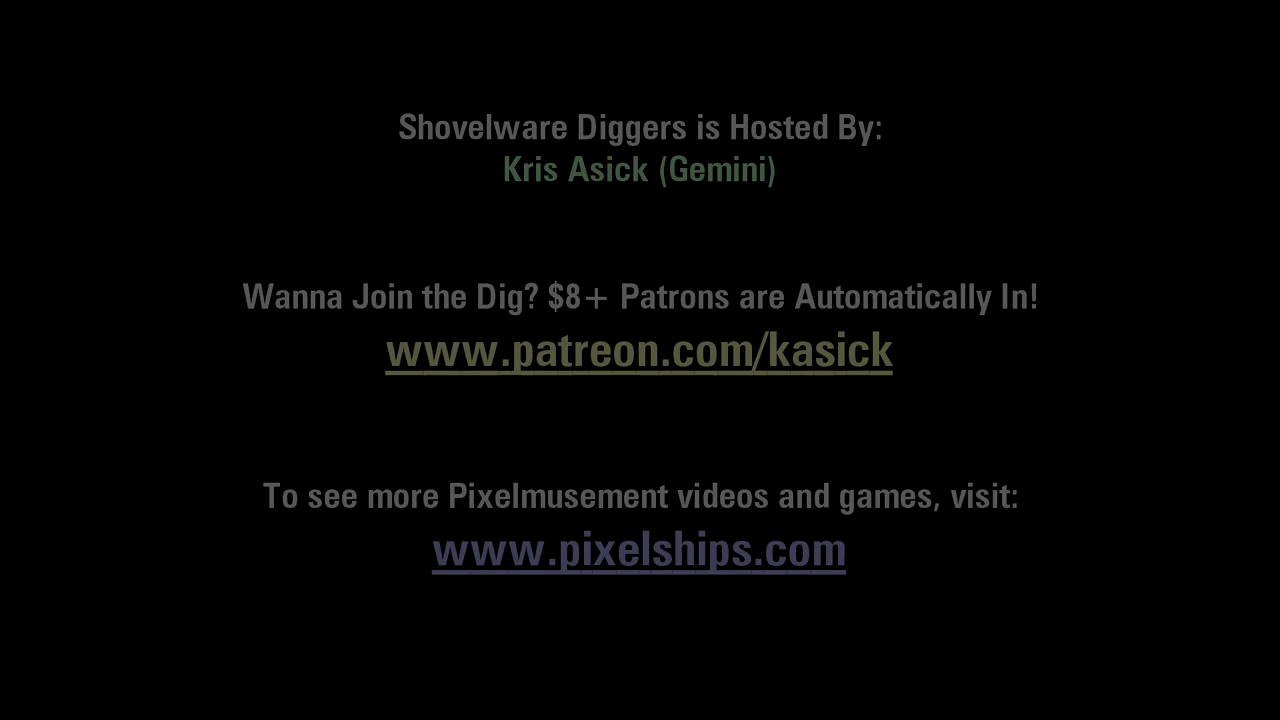 Shovelware Diggers is Hosted By:
Kris Asick (Gemini)
Wanna Join the Dig? $8+ Patrons are Automatically In!
www.patreon.com/kasick
To see more Pixelmusement videos and games, visit:
www.pixelships.com